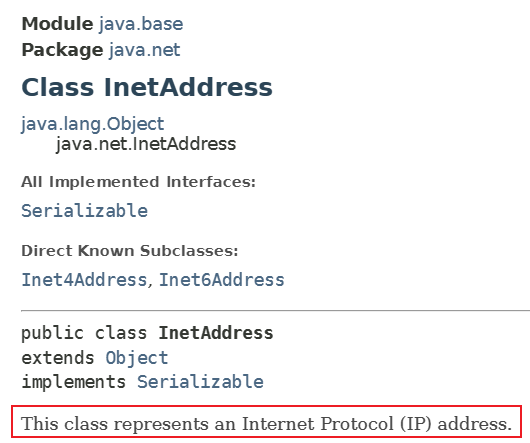 Module java.base
Package java.net
Class InetAddress
java.lang.Object
java.net.InetAddress
All Implemented Interfaces:
Serializable
Direct Known Subclasses:
Inet4Address, Inet6Address
public class InetAddress
extends Object
implements Serializable
This class represents an Internet Protocol (IP) address.